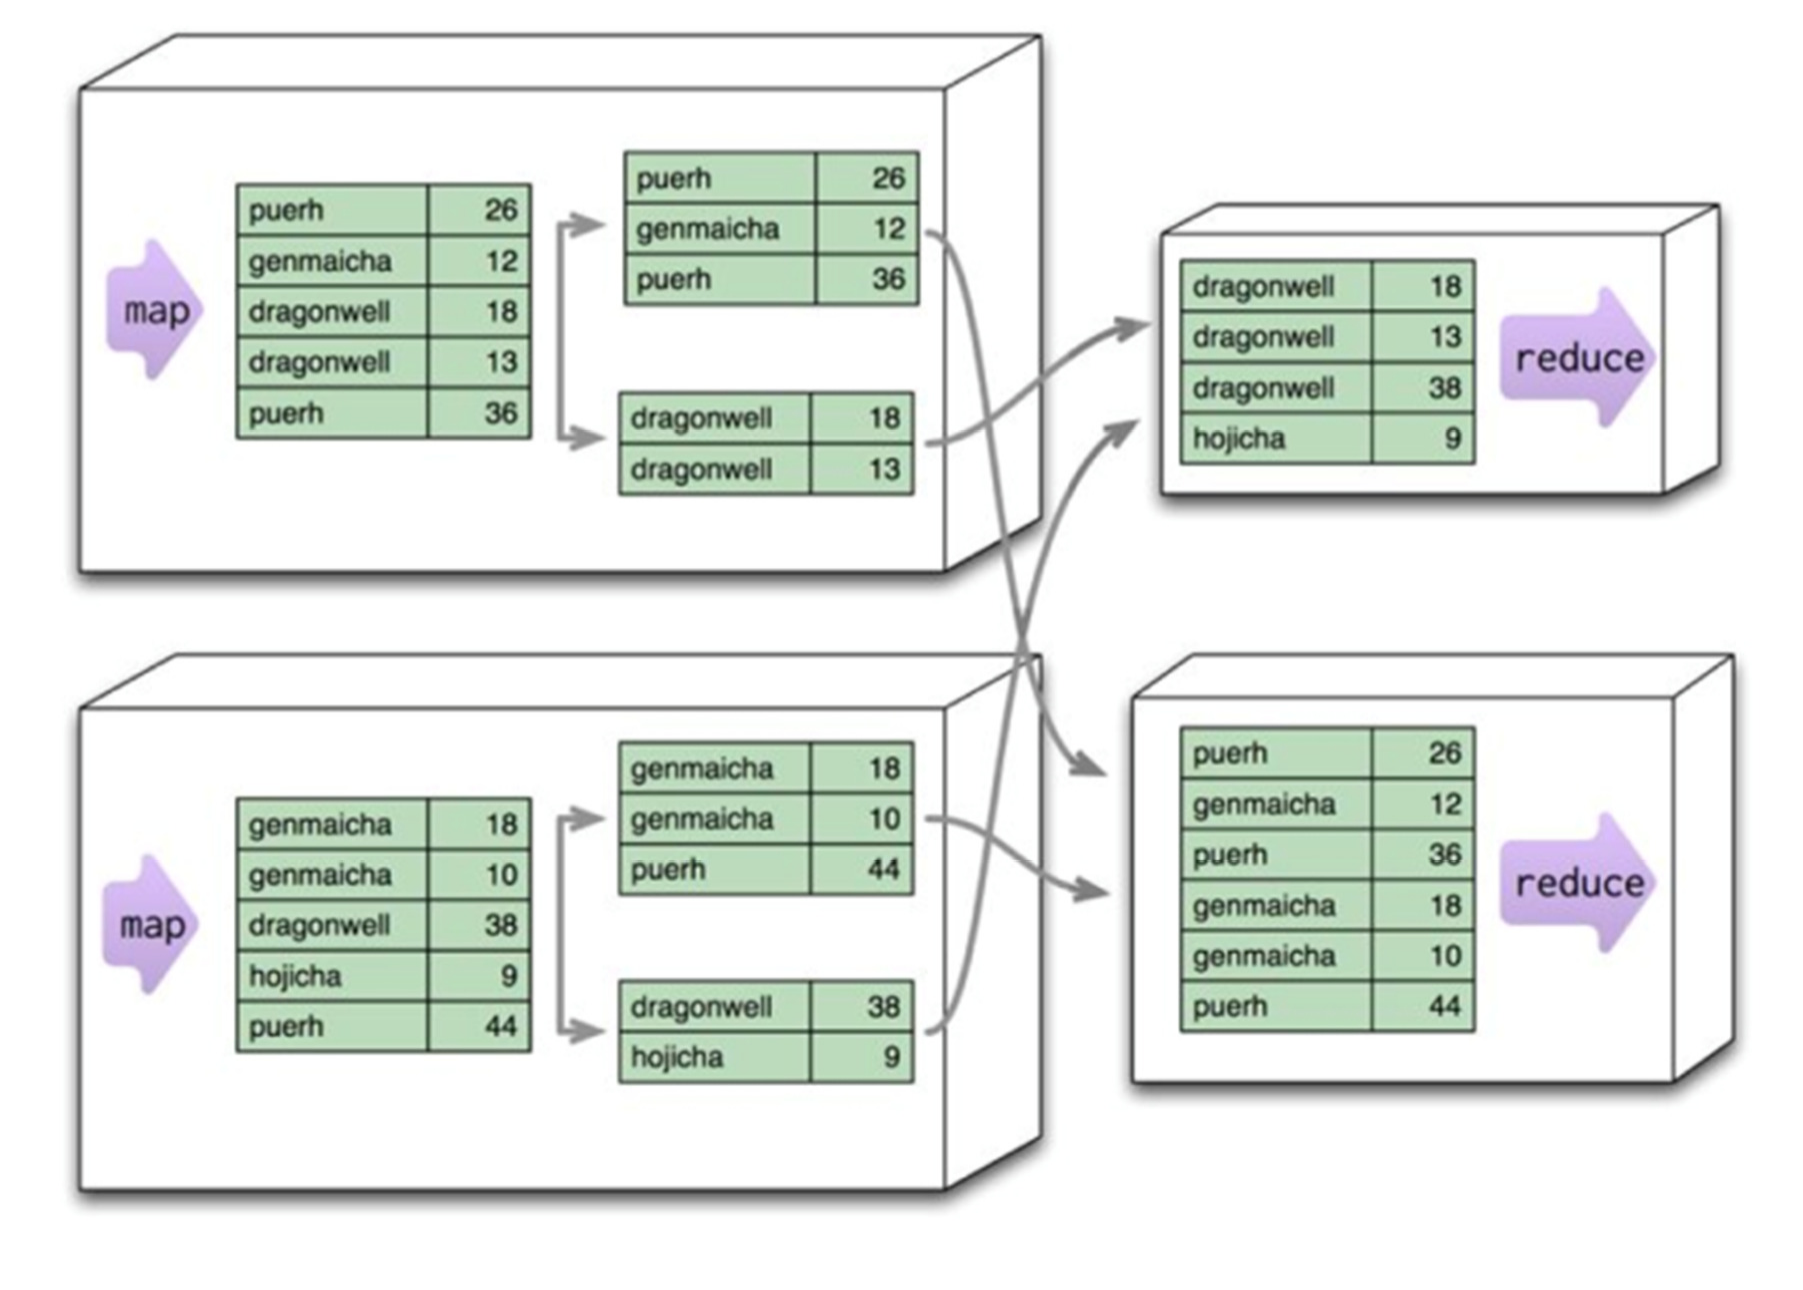 map
puerh 26
genmaicha 12
dragonwell 18
dragonwell 13
puerh 36
puerh 26
genmaicha 12
puerh 36
dragonwell 18
dragonwell 13
dragonwell 18
dragonwell 13
dragonwell 38
hojicha 9
reduce
map
genmaicha 18
genmaicha 10
dragonwell 38
hojicha 9
puerh 44
genmaicha 18
genmaicha 10
puerh 44
dragonwell 38
hojicha 9
puerh 26
genmaicha 12
puerh 36
genmaicha 18
genmaicha 10
puerh 44
reduce